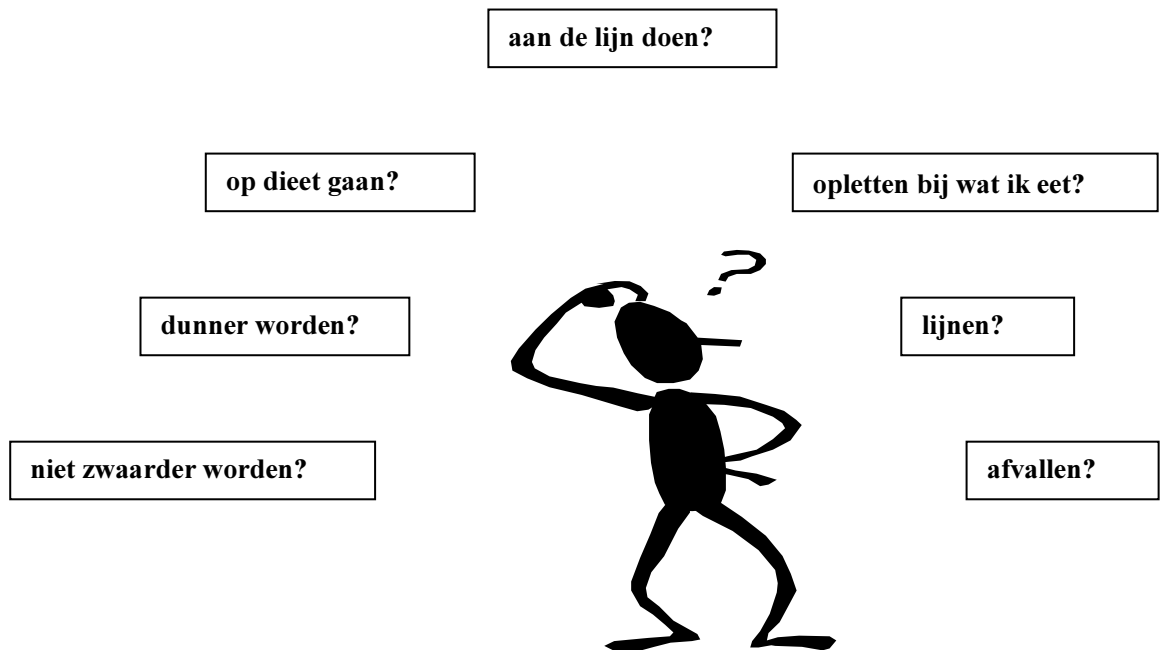 aan de lijn doen?
op dieet gaan?
opletten bij wat ik eet?
dunner worden?
lijnen?
niet zwaarder worden?
afvallen?